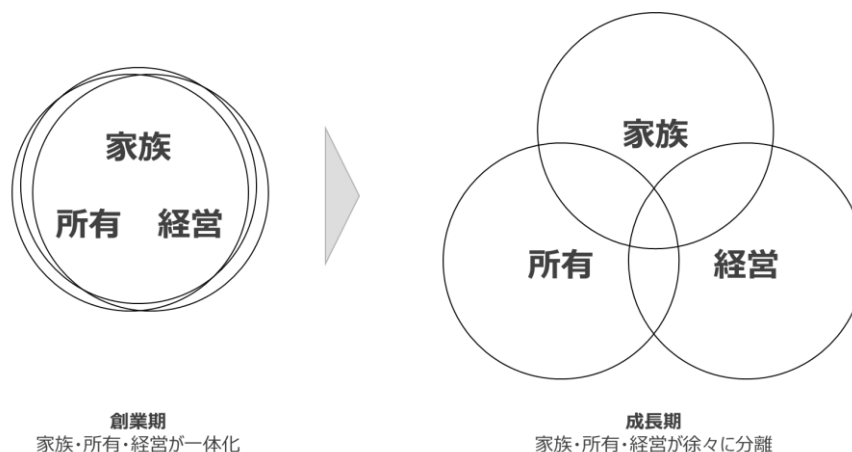 家族
所有 経営
創業期
家族・所有・経営が一体化
家族
所有 経営
成長期
家族・所有・経営が徐々に分離